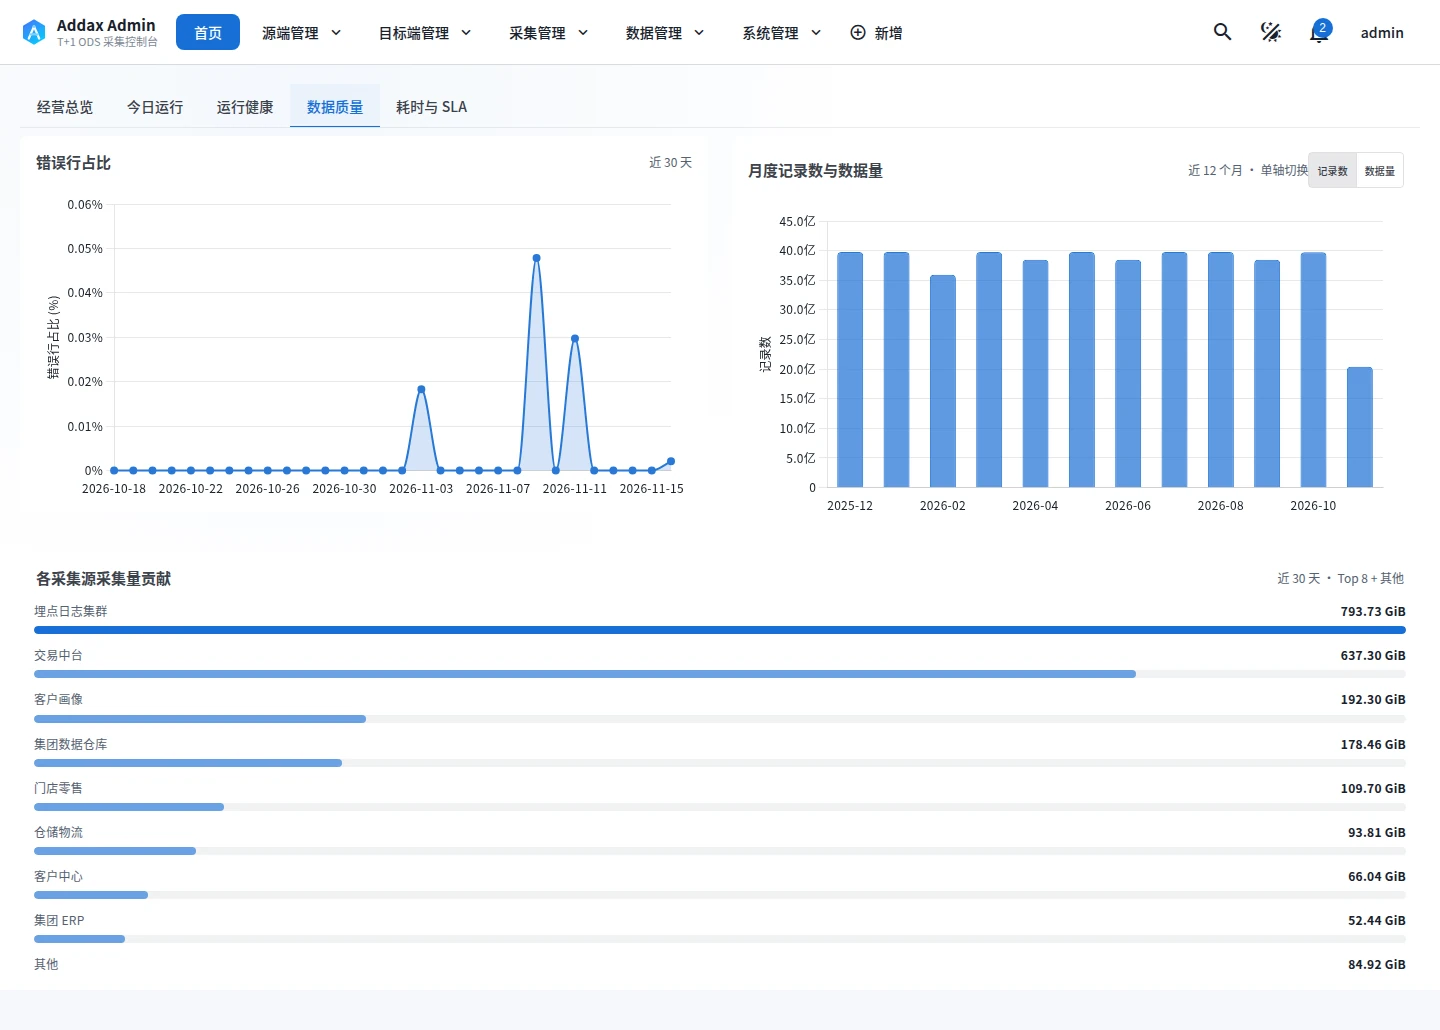 Addax Admin
T+1 ODS 采集控制台
首页
源端管理
目标端管理
采集管理
数据管理
系统管理
新增
2
admin
经营总览
今日运行
运行健康
数据质量
耗时与 SLA
错误行占比
近 30 天
0.06%
0.05%
0.04%
0.03%
0.02%
0.01%
0%
错误行占比 (%)
2026-10-18
2026-10-22
2026-10-26
2026-10-30
2026-11-03
2026-11-07
2026-11-11
2026-11-15
月度记录数与数据量
近 12 个月 · 单轴切换
记录数
数据量
45.0亿
40.0亿
35.0亿
30.0亿
25.0亿
20.0亿
15.0亿
10.0亿
5.0亿
0
记录数
2025-12
2026-02
2026-04
2026-06
2026-08
2026-10
各采集源采集量贡献
近 30 天 · Top 8 + 其他
埋点日志集群
793.73 GiB
交易中台
637.30 GiB
客户画像
192.30 GiB
集团数据仓库
178.46 GiB
门店零售
109.70 GiB
仓储物流
93.81 GiB
客户中心
66.04 GiB
集团 ERP
52.44 GiB
其他
84.92 GiB